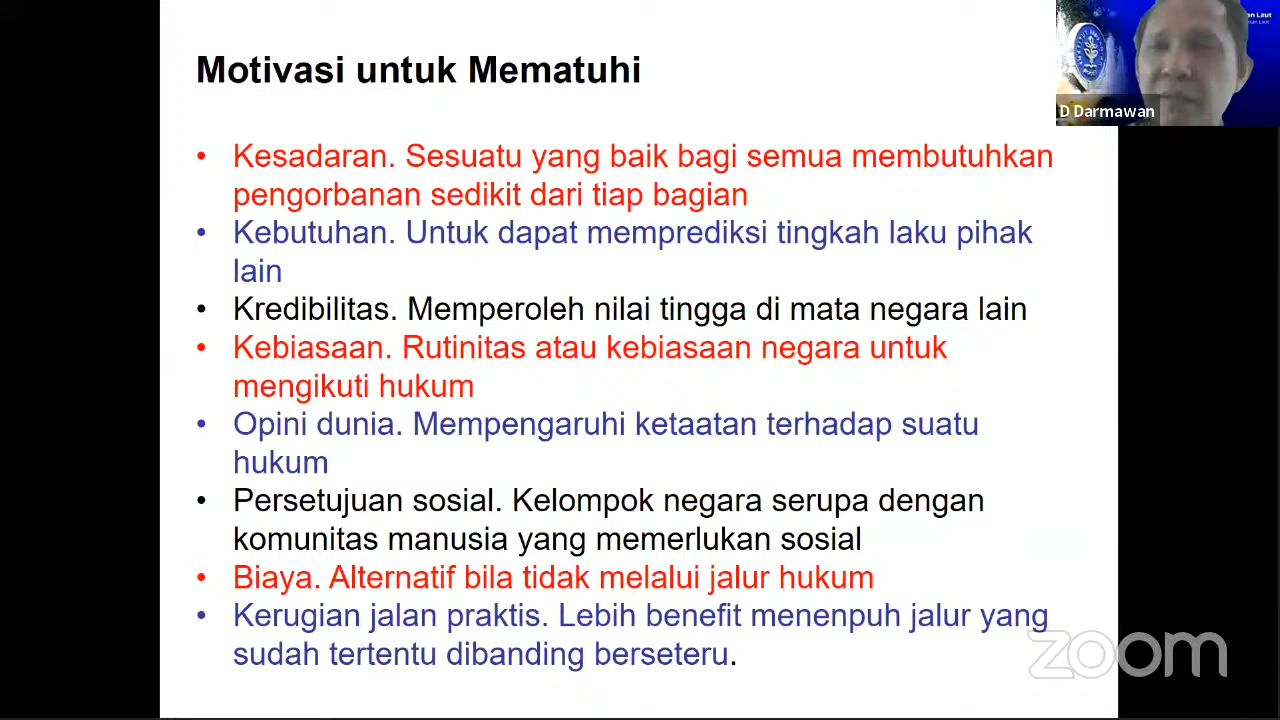 Motivasi untuk Mematuhi
• Kesadaran. Sesuatu yang baik bagi semua membutuhkan
pengorbanan sedikit dari tiap bagian
• Kebutuhan. Untuk dapat memprediksi tingkah laku pihak
lain
• Kredibilitas. Memperoleh nilai tingga di mata negara lain
• Kebiasaan. Rutinitas atau kebiasaan negara untuk
mengikuti hukum
• Opini dunia. Mempengaruhi ketaatan terhadap suatu
hukum
• Persetujuan sosial. Kelompok negara serupa dengan
komunitas manusia yang memerlukan sosial
• Biaya. Alternatif bila tidak melalui jalur hukum
• Kerugian jalan praktis. Lebih benefit menenpuh jalur yang
sudah tertentu dibanding berseteru.
D Darmawan
an Laut
zoom